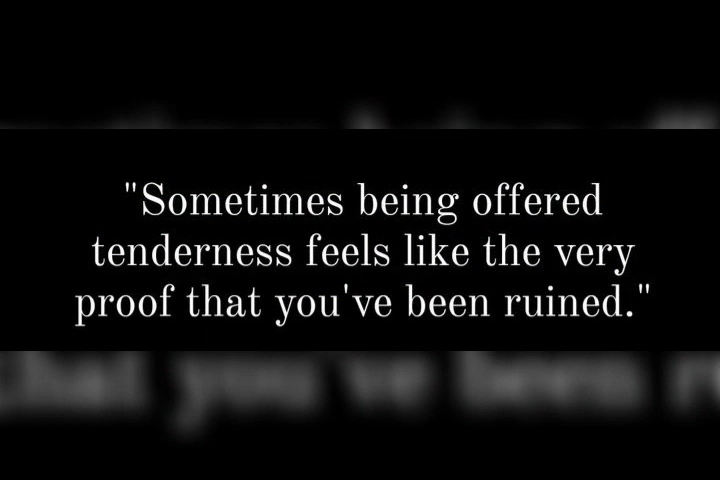 "Sometimes being offered
tenderness feels like the very
proof that you've been ruined."